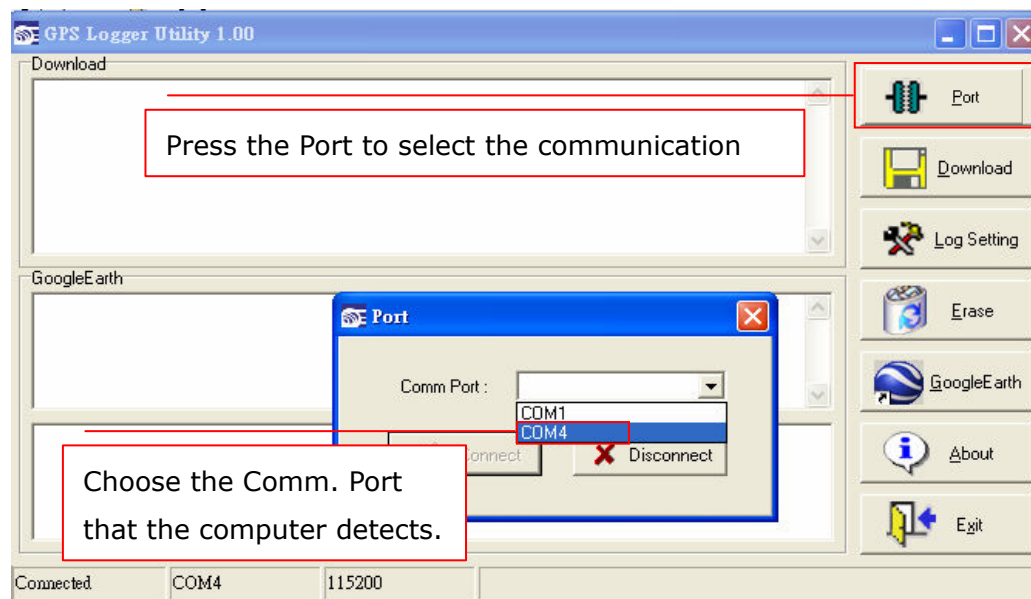 GPS Logger Utility 1.00
Download
Port
Press the Port to select the communication
Download
Log Setting
GoogleEarth
Erase
Port
Comm Port :
GoogleEarth
COM1
COM4
Disconnect
About
Choose the Comm. Port
that the computer detects.
Exit
Connected
COM4
115200